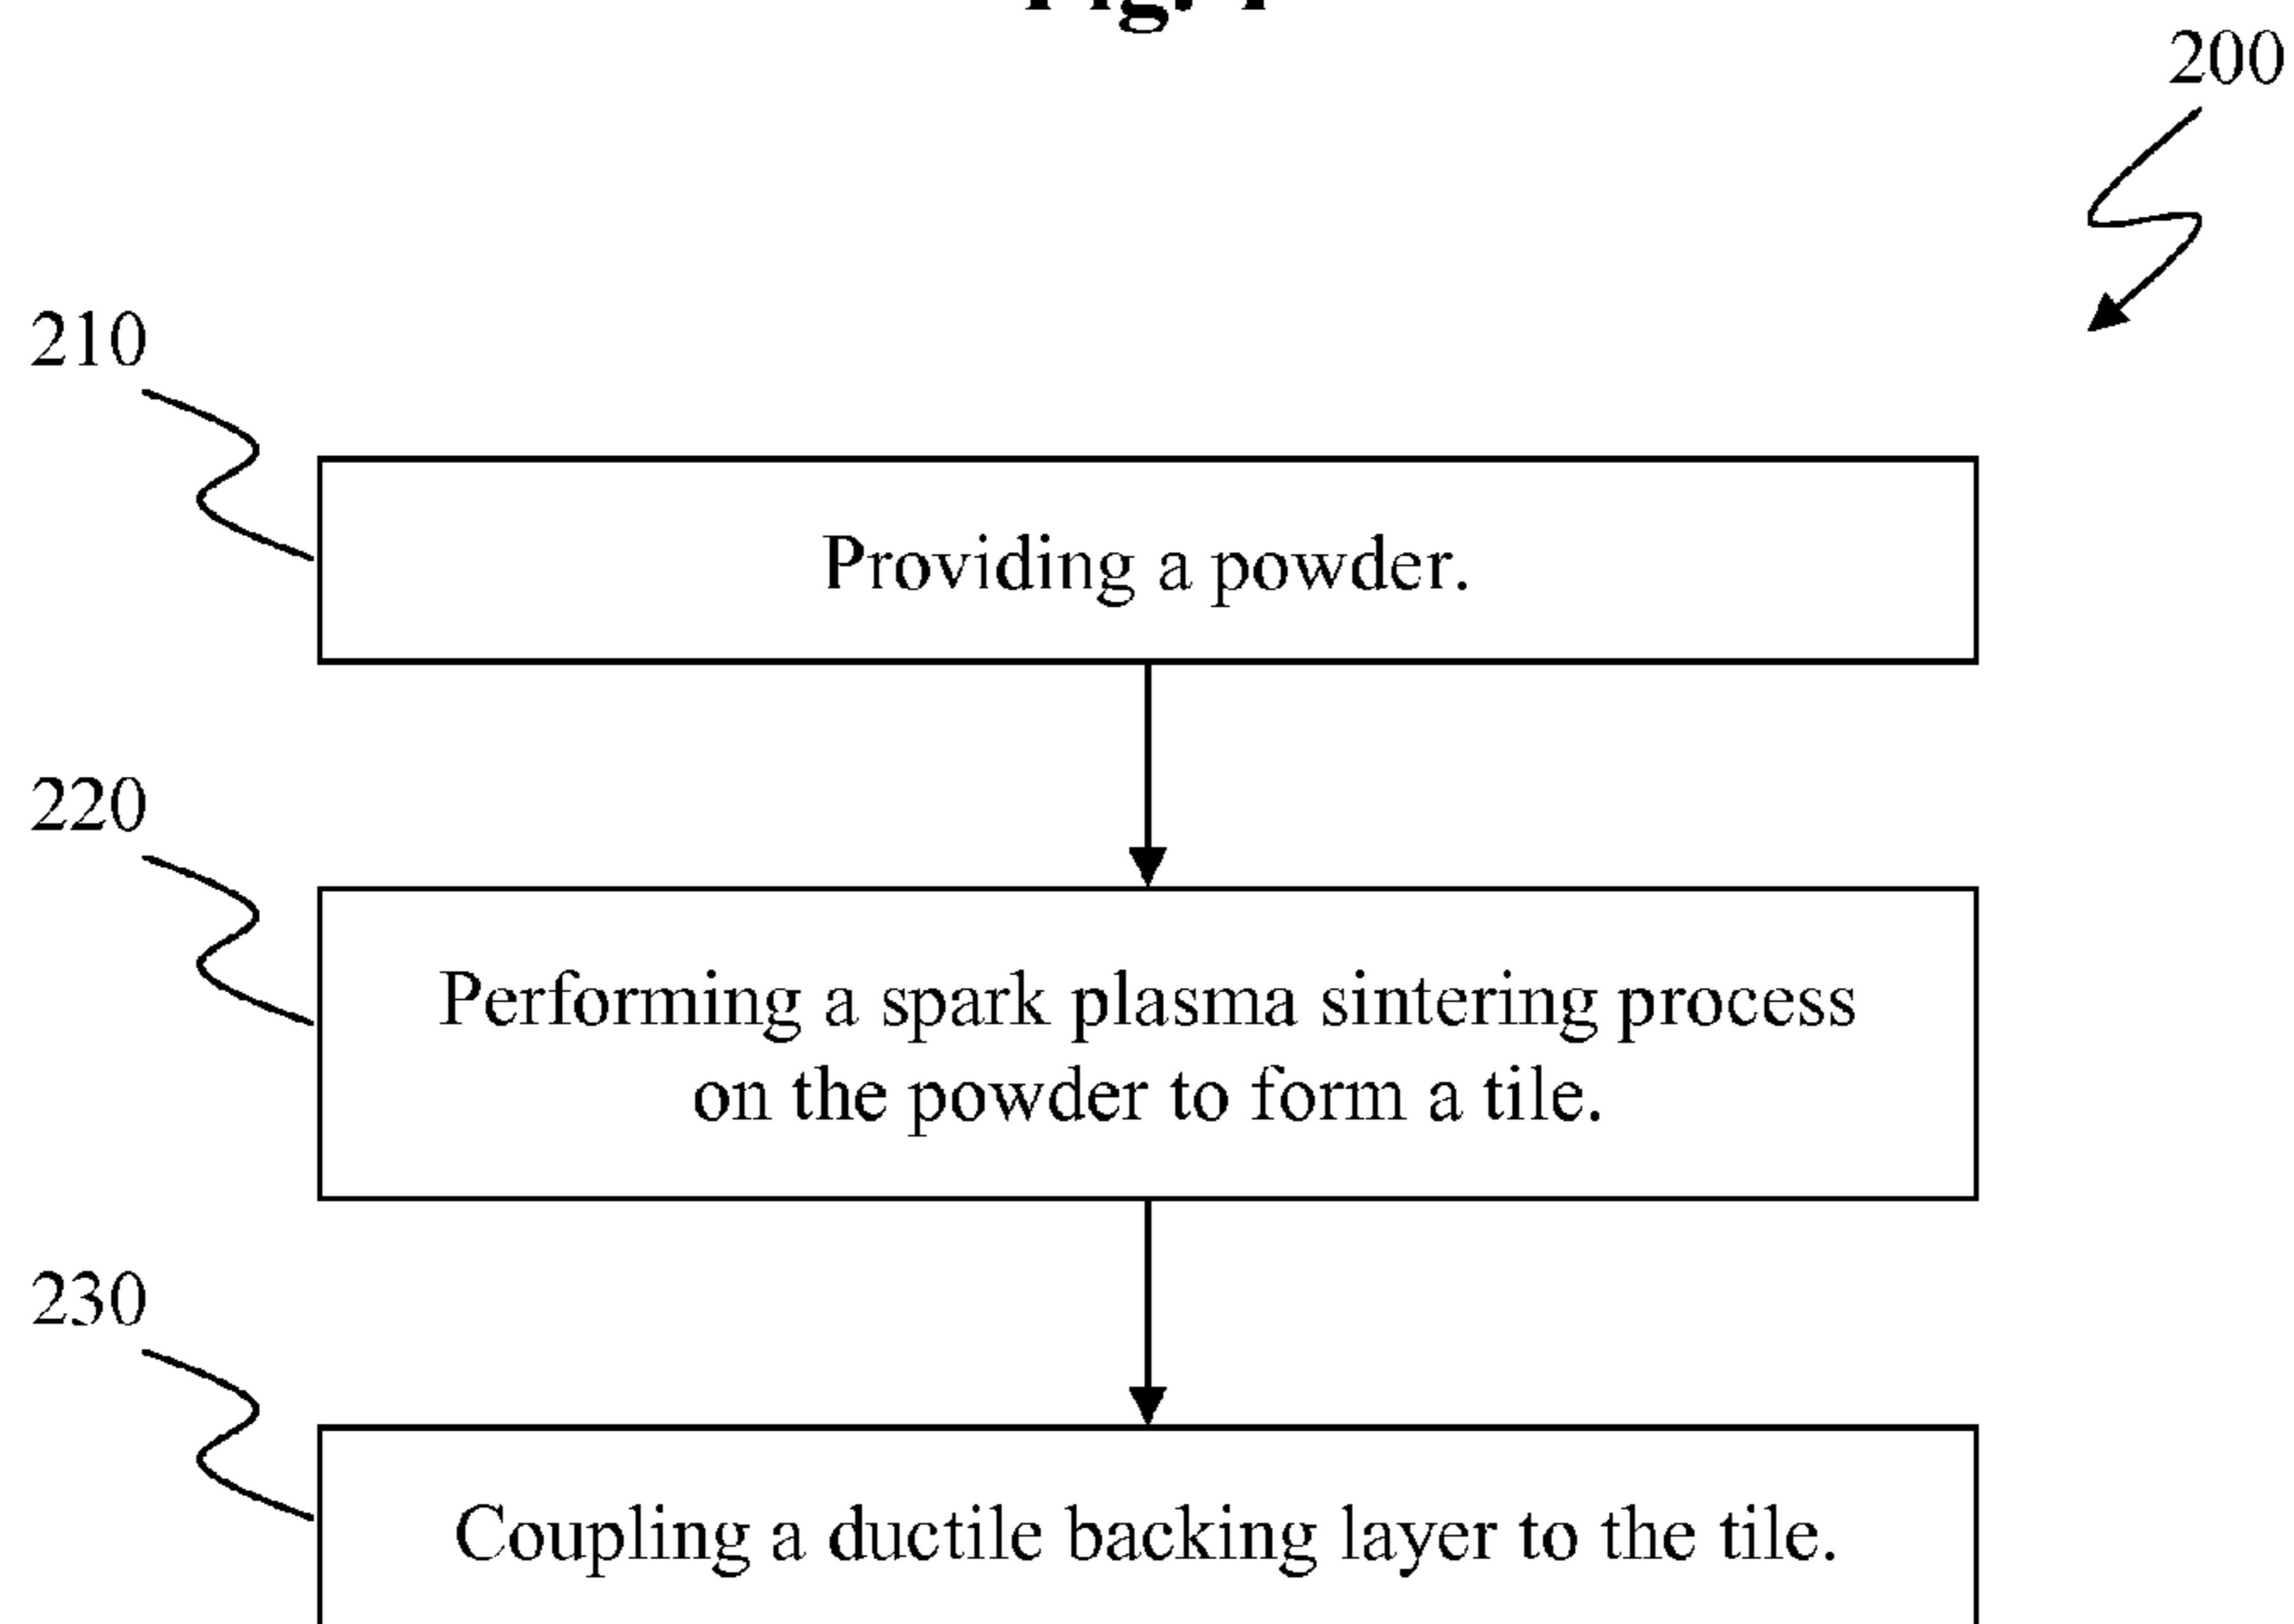 200
210
Providing a powder.
220
Performing a spark plasma sintering process
on the powder to form a tile.
230
Coupling a ductile backing layer to the tile.